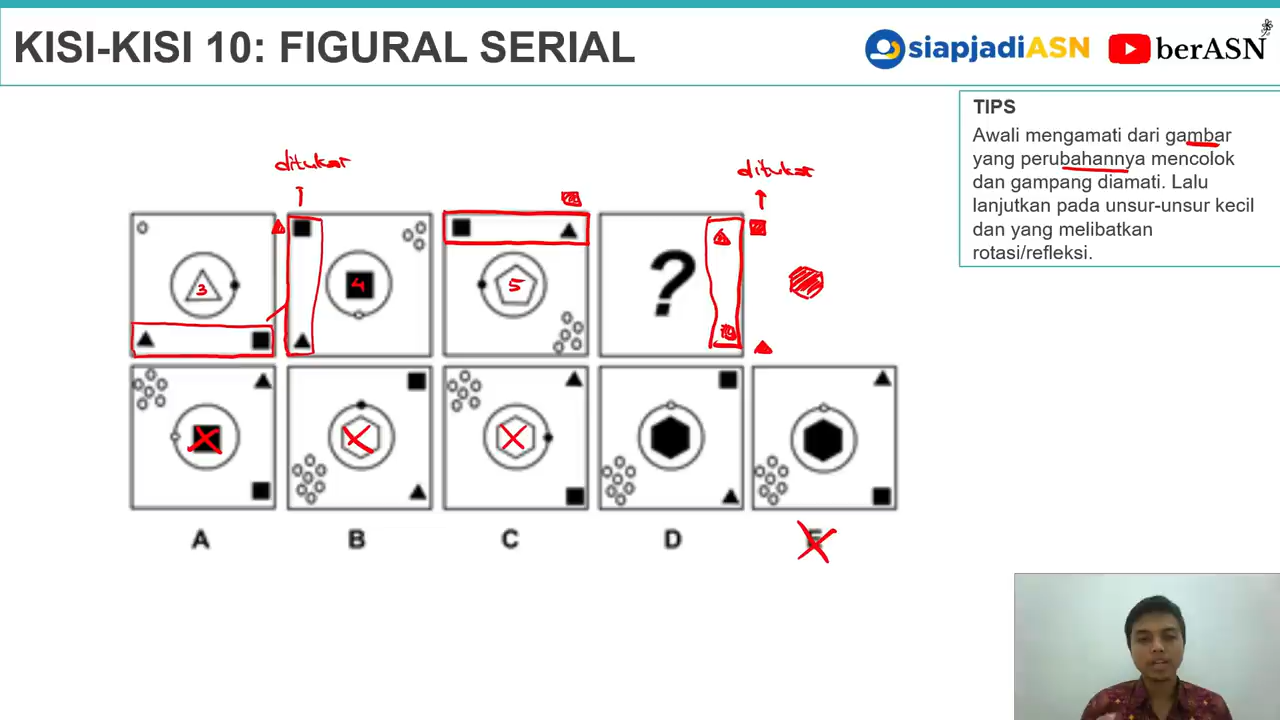 KISI-KISI 10: FIGURAL SERIAL
siapjadiASN
berASN
TIPS
Awali mengamati dari gambar
yang perubahannya mencolok
dan gampang diamati. Lalu
lanjutkan pada unsur-unsur kecil
dan yang melibatkan
rotasi/refleksi.
ditukar
ditukar
3
4
5
?
A
B
C
D
E